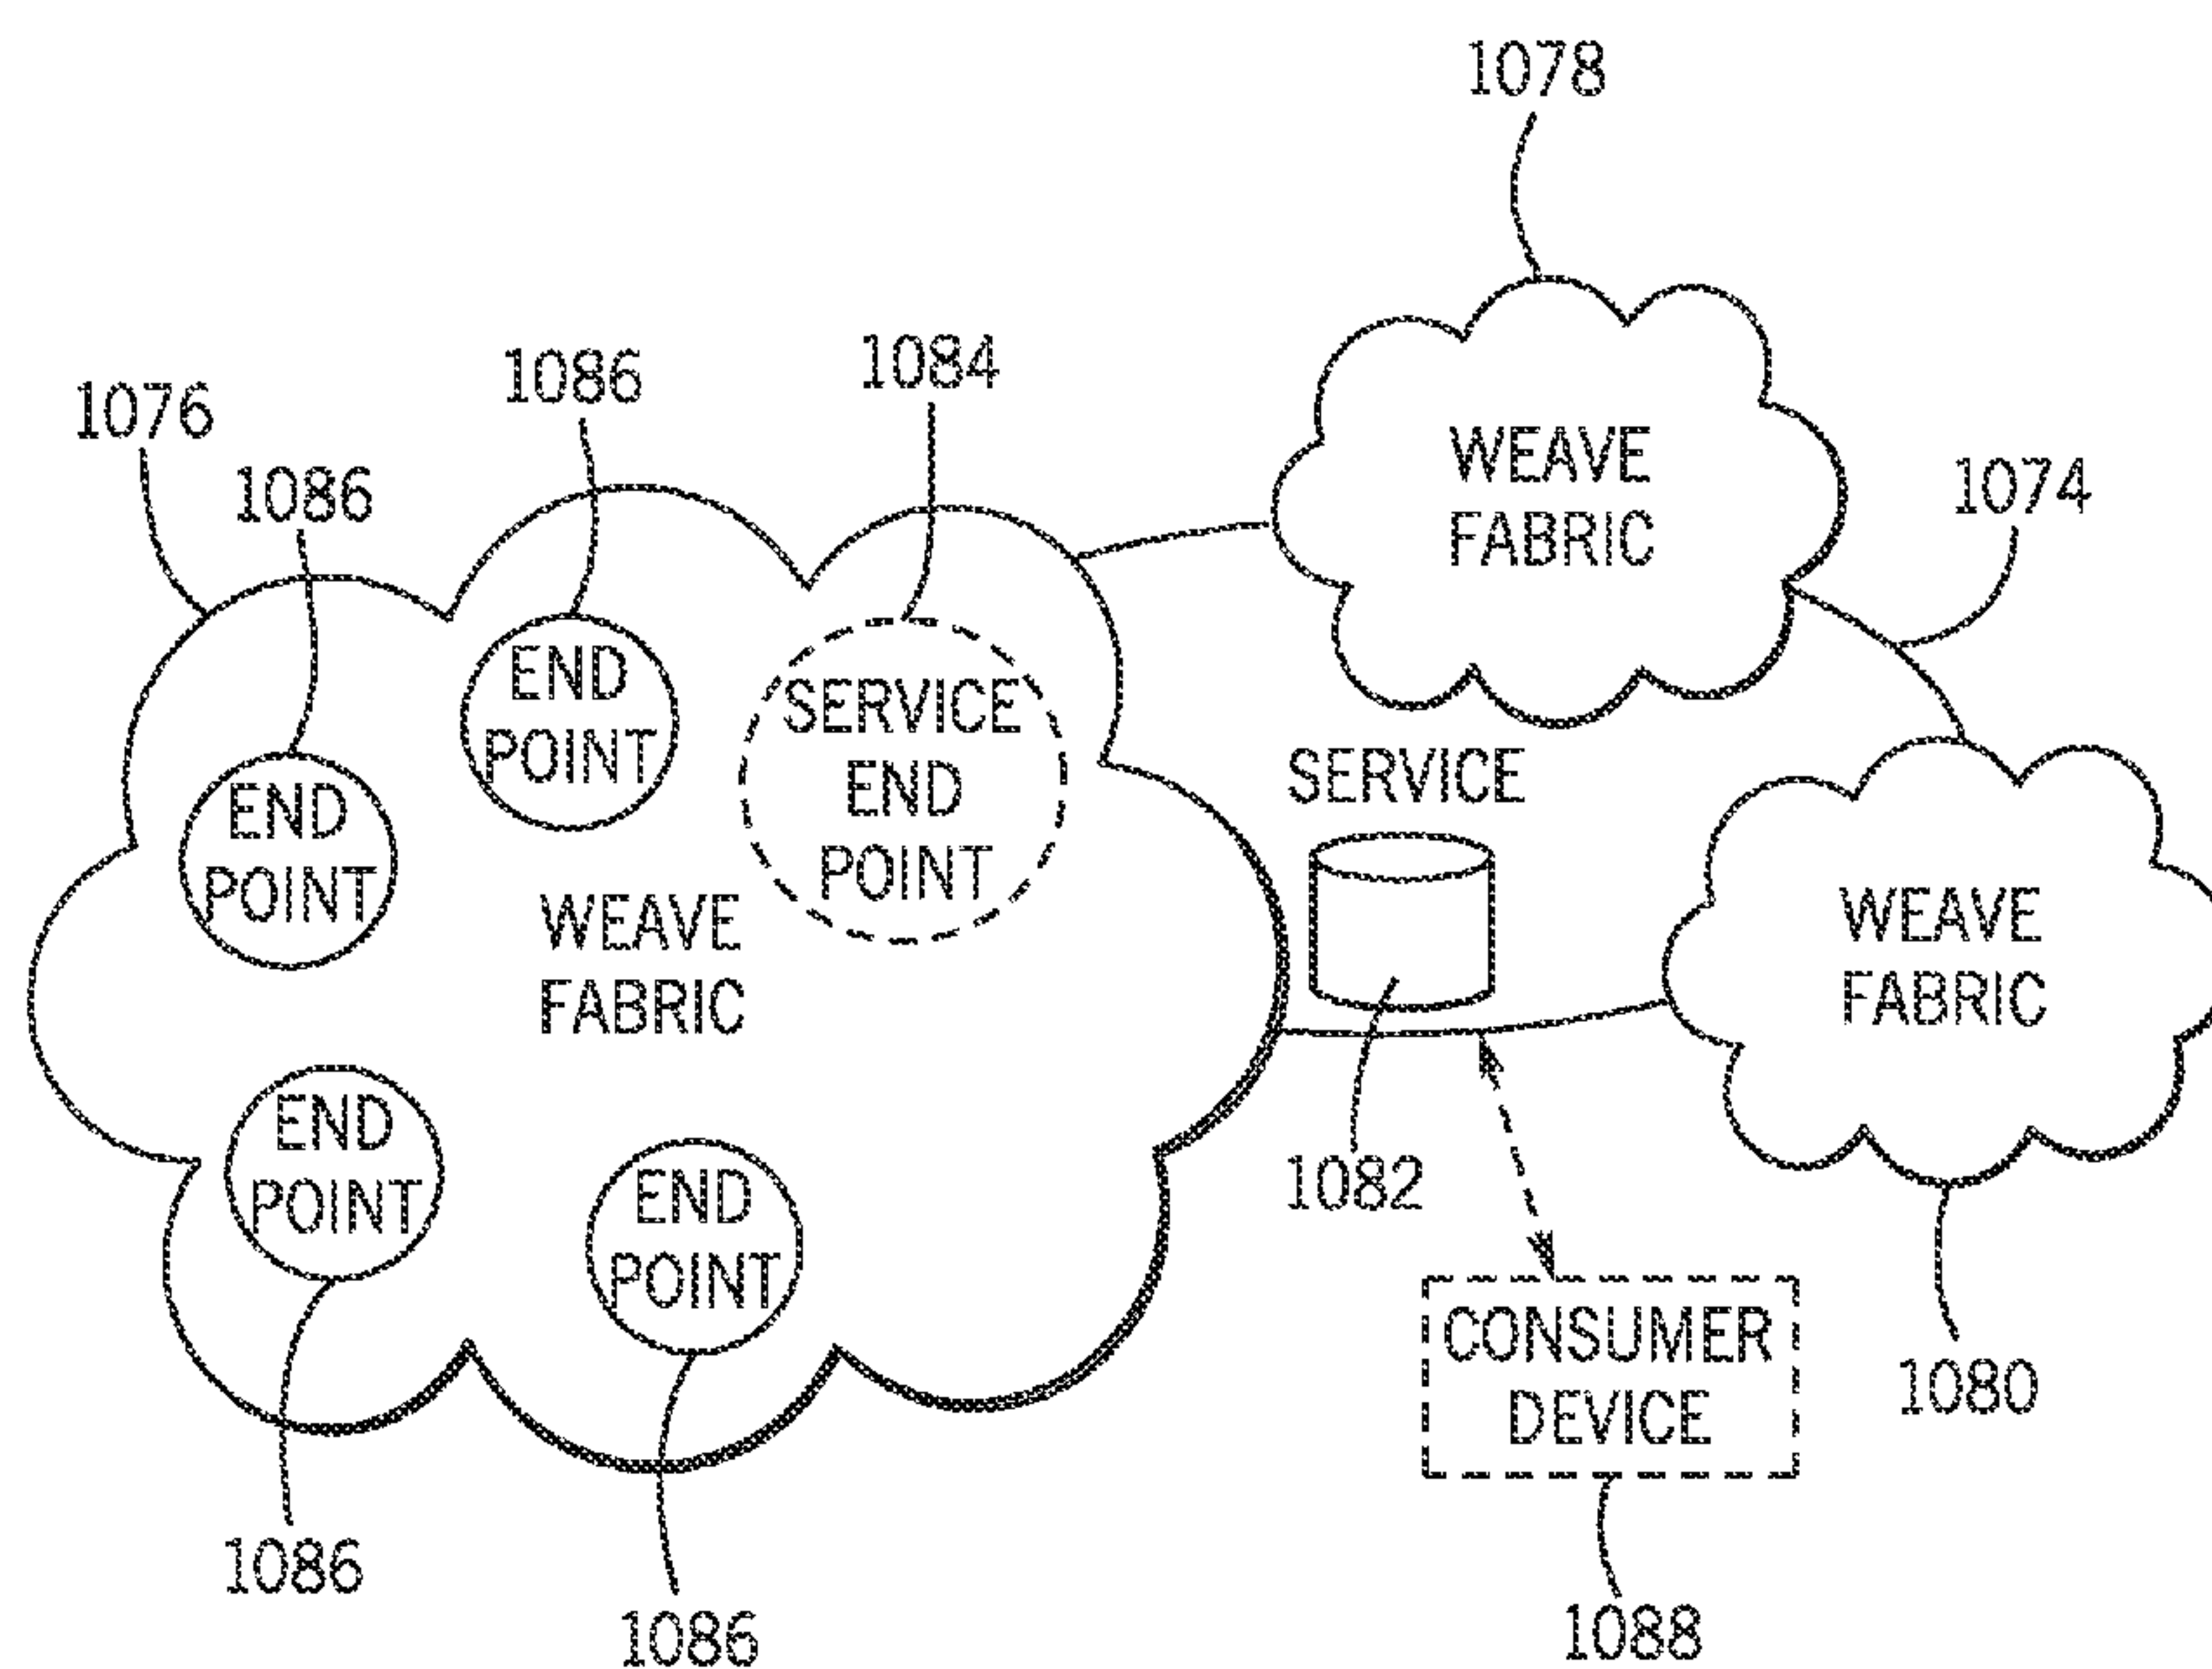 1078
1084
1086
1076
1086
WEAVE
FABRIC
1074
END
POINT
SERVICE
END
POINT
END
POINT
SERVICE
WEAVE
FABRIC
WEAVE
FABRIC
END
POINT
END
POINT
1082
CONSUMER
DEVICE
1080
1086
1086
1088